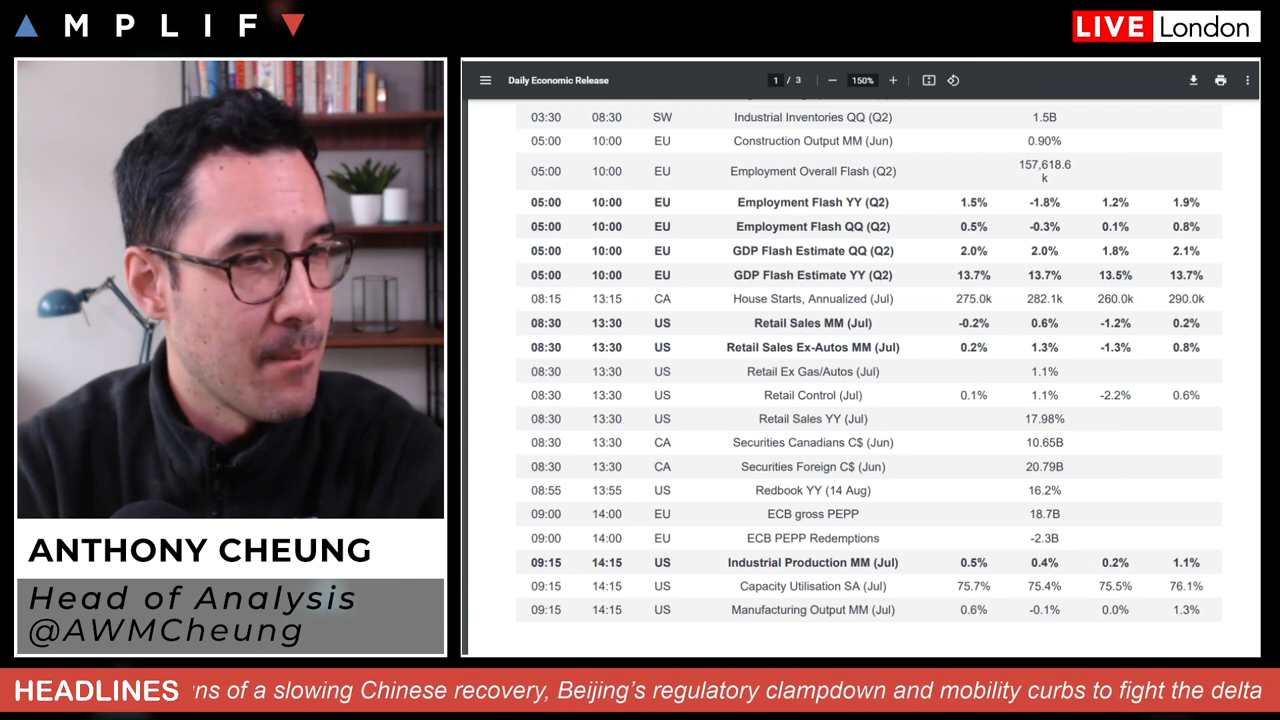 AMPLIFY
LIVE London
Daily Economic Release
1 / 3
150%
03:30 08:30 SW Industrial Inventories QQ (Q2) 1.5B
05:00 10:00 EU Construction Output MM (Jun) 0.90%
05:00 10:00 EU Employment Overall Flash (Q2) 157,618.6
k
05:00 10:00 EU Employment Flash YY (Q2) 1.5% -1.8% 1.2% 1.9%
05:00 10:00 EU Employment Flash QQ (Q2) 0.5% -0.3% 0.1% 0.8%
05:00 10:00 EU GDP Flash Estimate QQ (Q2) 2.0% 2.0% 1.8% 2.1%
05:00 10:00 EU GDP Flash Estimate YY (Q2) 13.7% 13.7% 13.5% 13.7%
08:15 13:15 CA House Starts, Annualized (Jul) 275.0k 282.1k 260.0k 290.0k
08:30 13:30 US Retail Sales MM (Jul) -0.2% 0.6% -1.2% 0.2%
08:30 13:30 US Retail Sales Ex-Autos MM (Jul) 0.2% 1.3% -1.3% 0.8%
08:30 13:30 US Retail Ex Gas/Autos (Jul) 1.1%
08:30 13:30 US Retail Control (Jul) 0.1% 1.1% -2.2% 0.6%
08:30 13:30 US Retail Sales YY (Jul) 17.98%
08:30 13:30 CA Securities Canadians C$ (Jun) 10.65B
08:30 13:30 CA Securities Foreign C$ (Jun) 20.79B
08:55 13:55 US Redbook YY (14 Aug) 16.2%
09:00 14:00 EU ECB gross PEPP 18.7B
09:00 14:00 EU ECB PEPP Redemptions -2.3B
09:15 14:15 US Industrial Production MM (Jul) 0.5% 0.4% 0.2% 1.1%
09:15 14:15 US Capacity Utilisation SA (Jul) 75.7% 75.4% 75.5% 76.1%
09:15 14:15 US Manufacturing Output MM (Jul) 0.6% -0.1% 0.0% 1.3%
ANTHONY CHEUNG
Head of Analysis
@AWMCheung
HEADLINES of a slowing Chinese recovery, Beijing's regulatory clampdown and mobility curbs to fight the delta